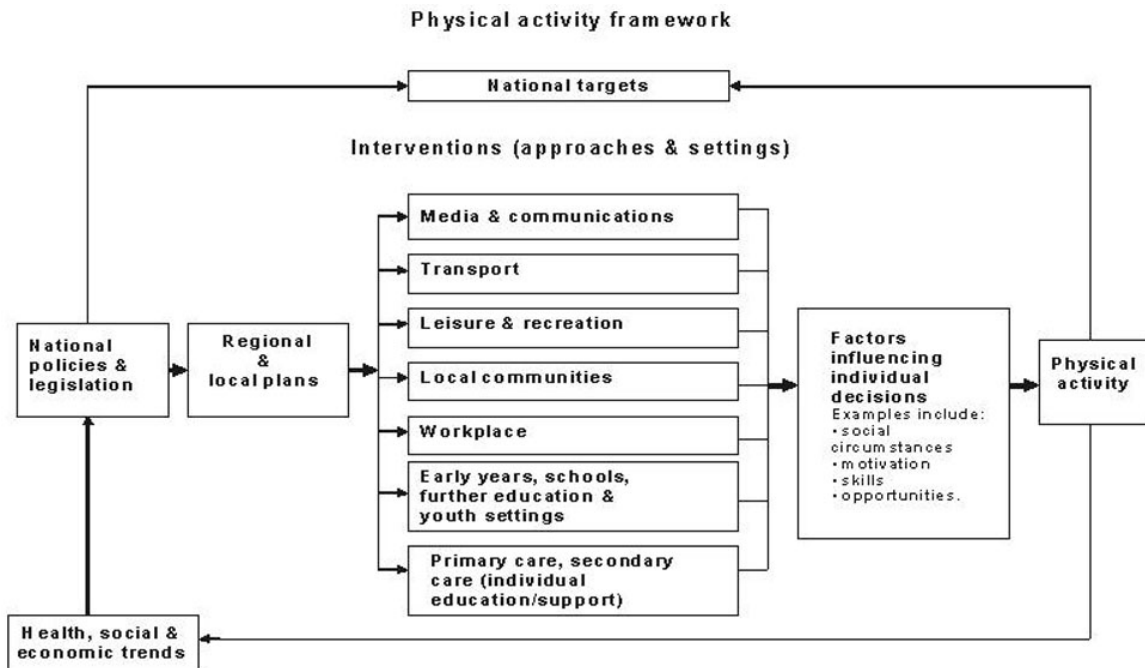 Physical activity framework
National targets
Interventions (approaches & settings)
Media & communications
Transport
Leisure & recreation
Local communities
Workplace
Early years, schools,
further education &
youth settings
Primary care, secondary
care (individual
education/support)
National
policies &
legislation
Regional
&
local plans
Factors
influencing
individual
decisions
Examples include:
• social
circumstances
• motivation
• skills
• opportunities.
Physical
activity
Health, social &
economic trends